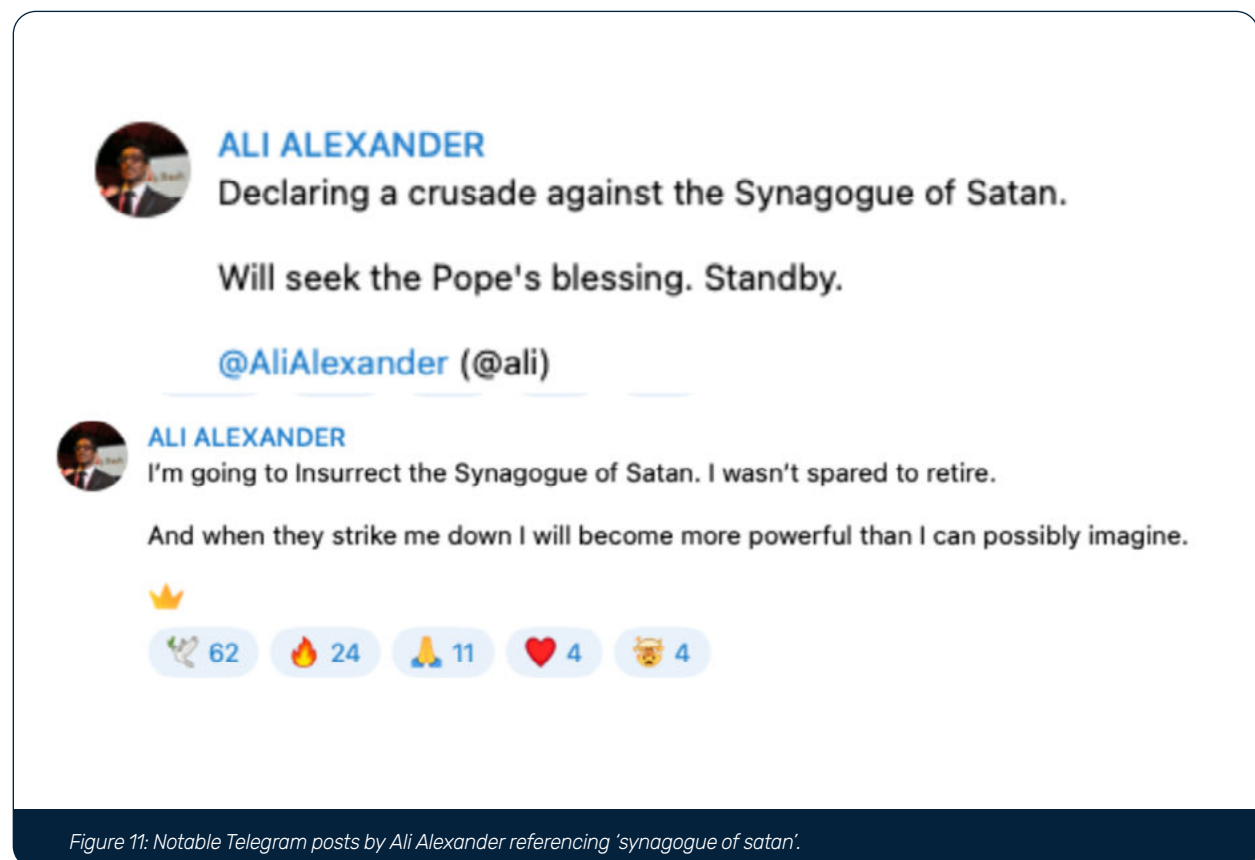 ALI ALEXANDER
Declaring a crusade against the Synagogue of Satan.
Will seek the Pope's blessing. Standby.
@AliAlexander (@ali)
ALI ALEXANDER
I'm going to Insurrect the Synagogue of Satan. I wasn't spared to retire.
And when they strike me down I will become more powerful than I can possibly imagine.
62 24 11 4 4
Figure 11: Notable Telegram posts by Ali Alexander referencing 'synagogue of satan'.